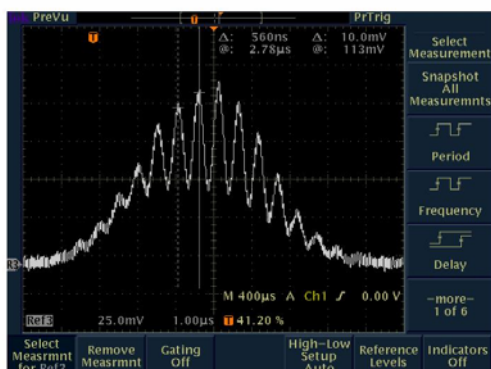 PreVu
PrTrig
T
T
Δ: 560ns Δ: 10.0mV
@: 2.78µs @: 113mV
Select
Measurement
Snapshot
All
Measuremnts
Period
Frequency
Delay
-more-
1 of 6
R3
M 400µs A Ch1 0.00 V
Ref3 25.0mV 1.00µs T 41.20 %
Select
Measrmnt
for Ref3
Remove
Measrmnt
Gating
Off
High-Low
Setup
Auto
Reference
Levels
Indicators
Off